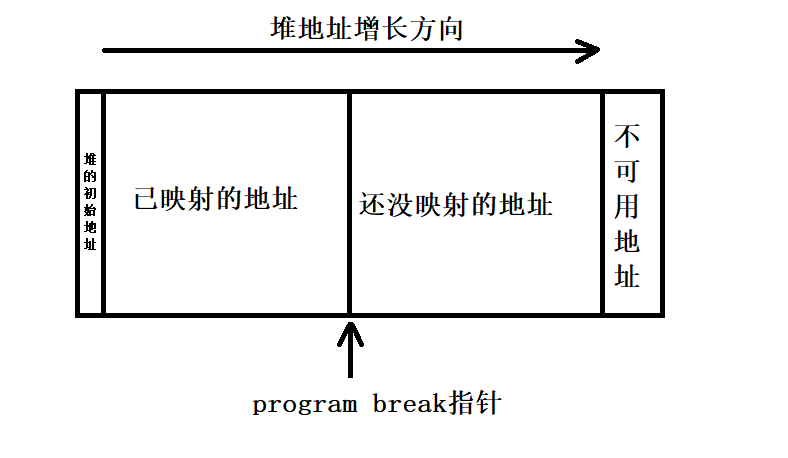 堆地址增长方向
堆的初始地址
已映射的地址
还没映射的地址
不可用地址
program break指针